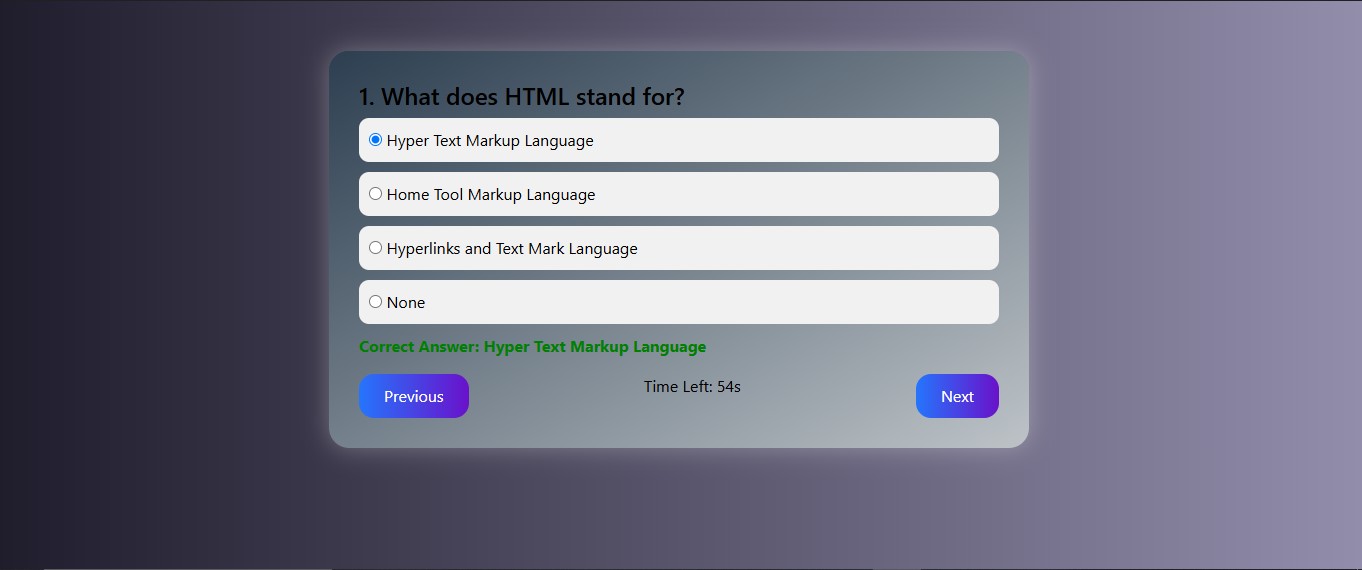 1. What does HTML stand for?
Hyper Text Markup Language
Home Tool Markup Language
Hyperlinks and Text Mark Language
None
Correct Answer: Hyper Text Markup Language
Previous
Time Left: 54s
Next